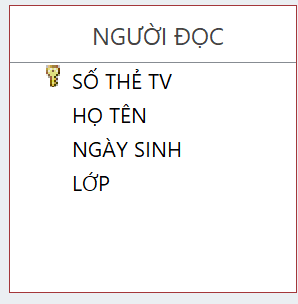 NGƯỜI ĐỌC
SỐ THẺ TV
HỌ TÊN
NGÀY SINH
LỚP